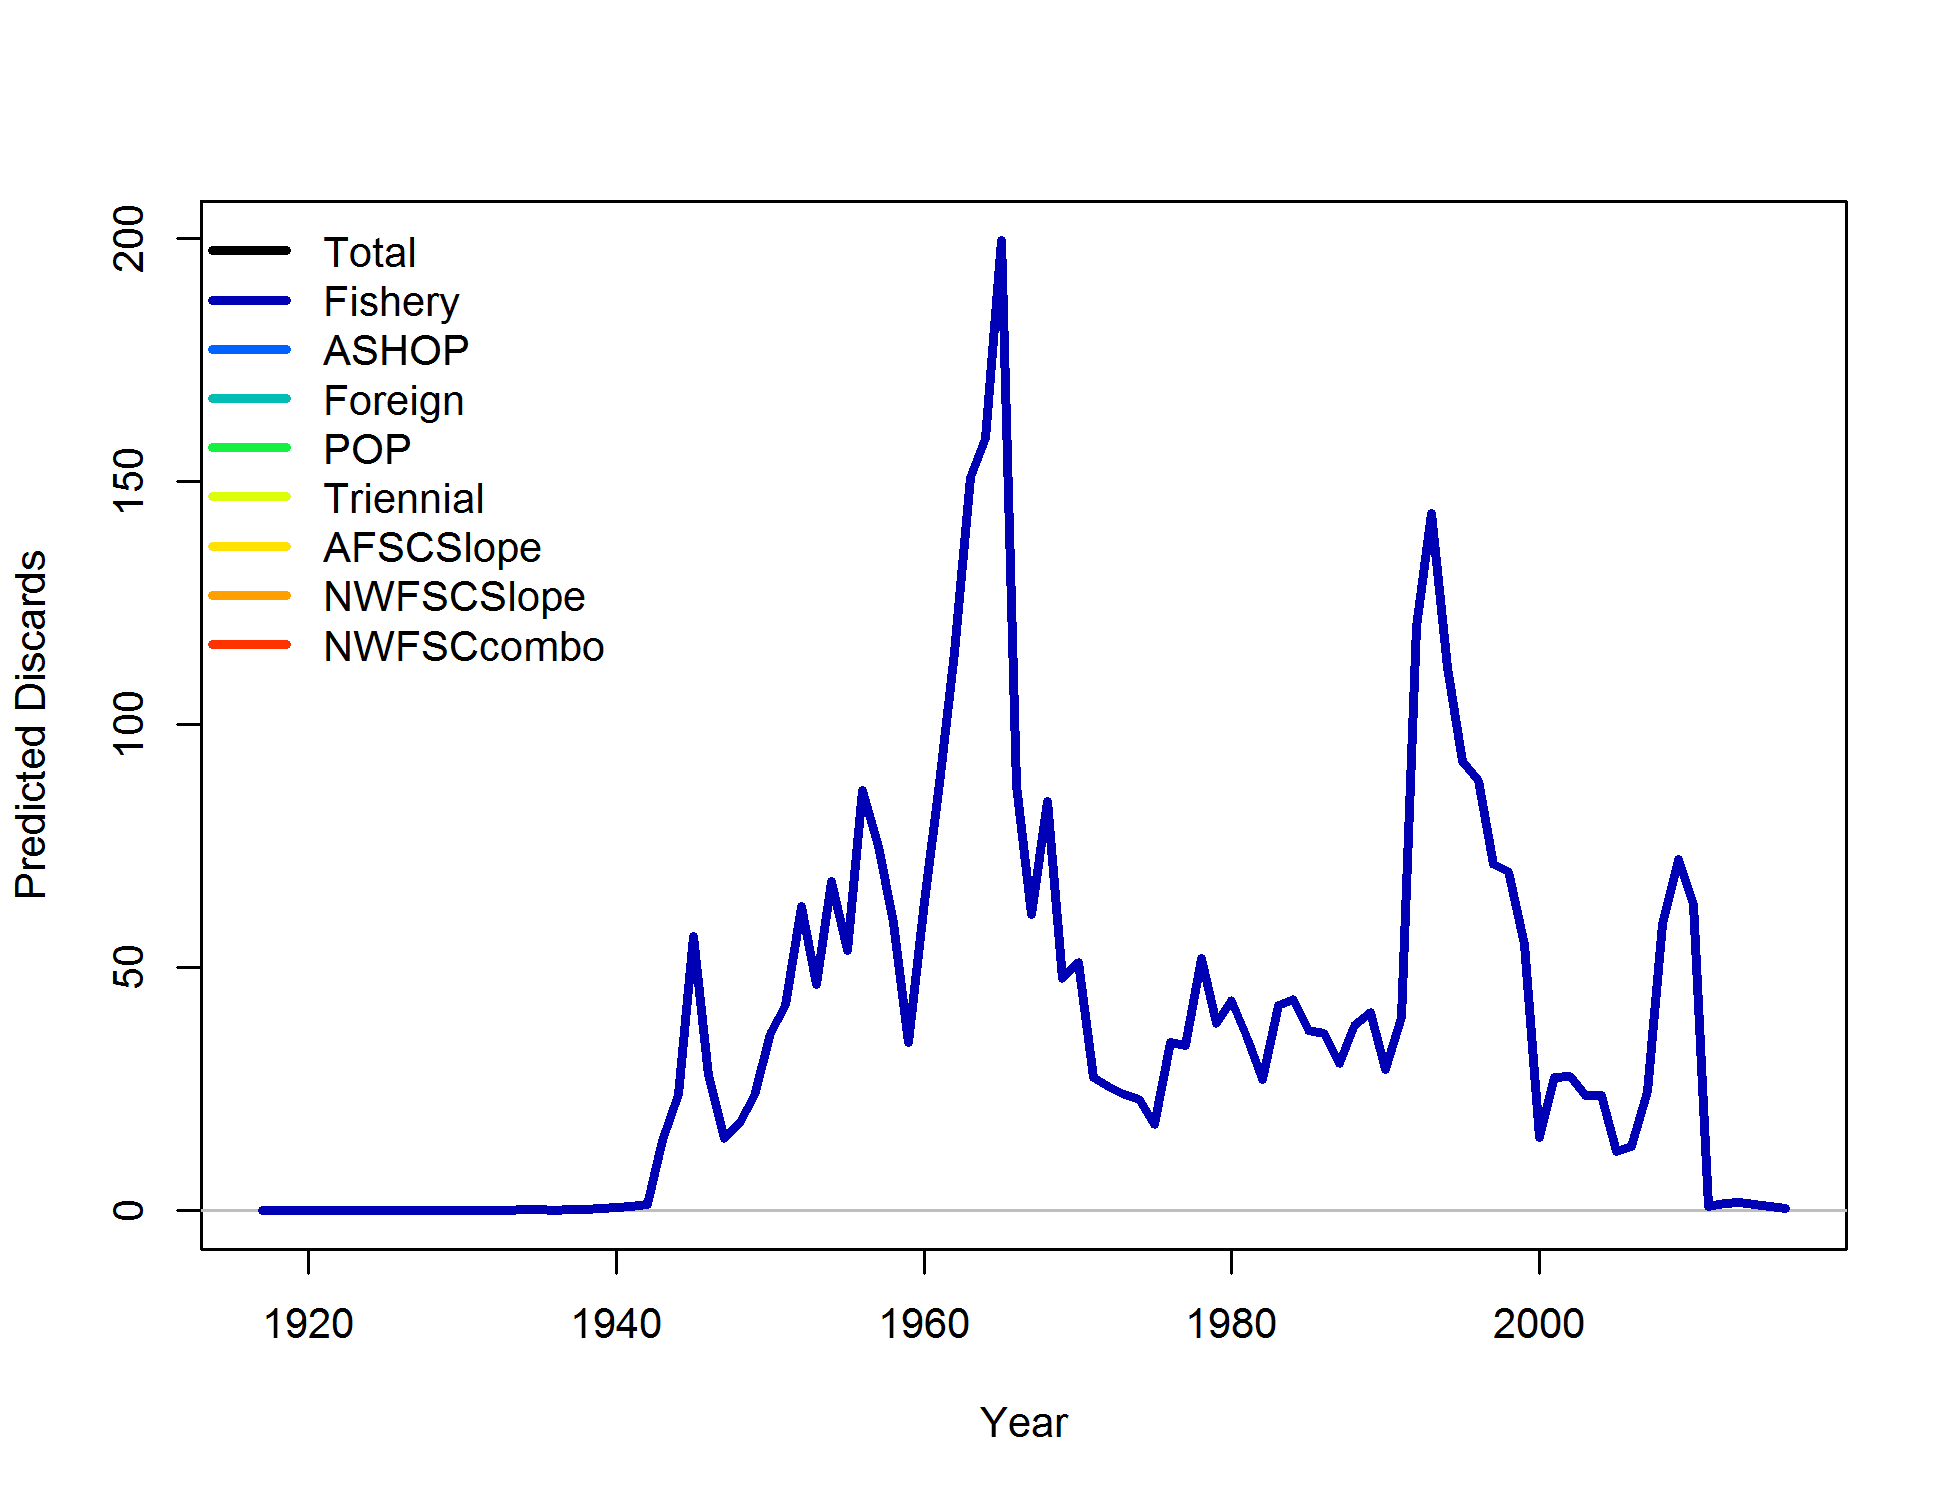 Total
Fishery
ASHOP
Foreign
POP
Triennial
AFSCSlope
NWFSCSlope
NWFSCcombo
Predicted Discards
200
150
100
50
0
1920
1940
1960
1980
2000
Year